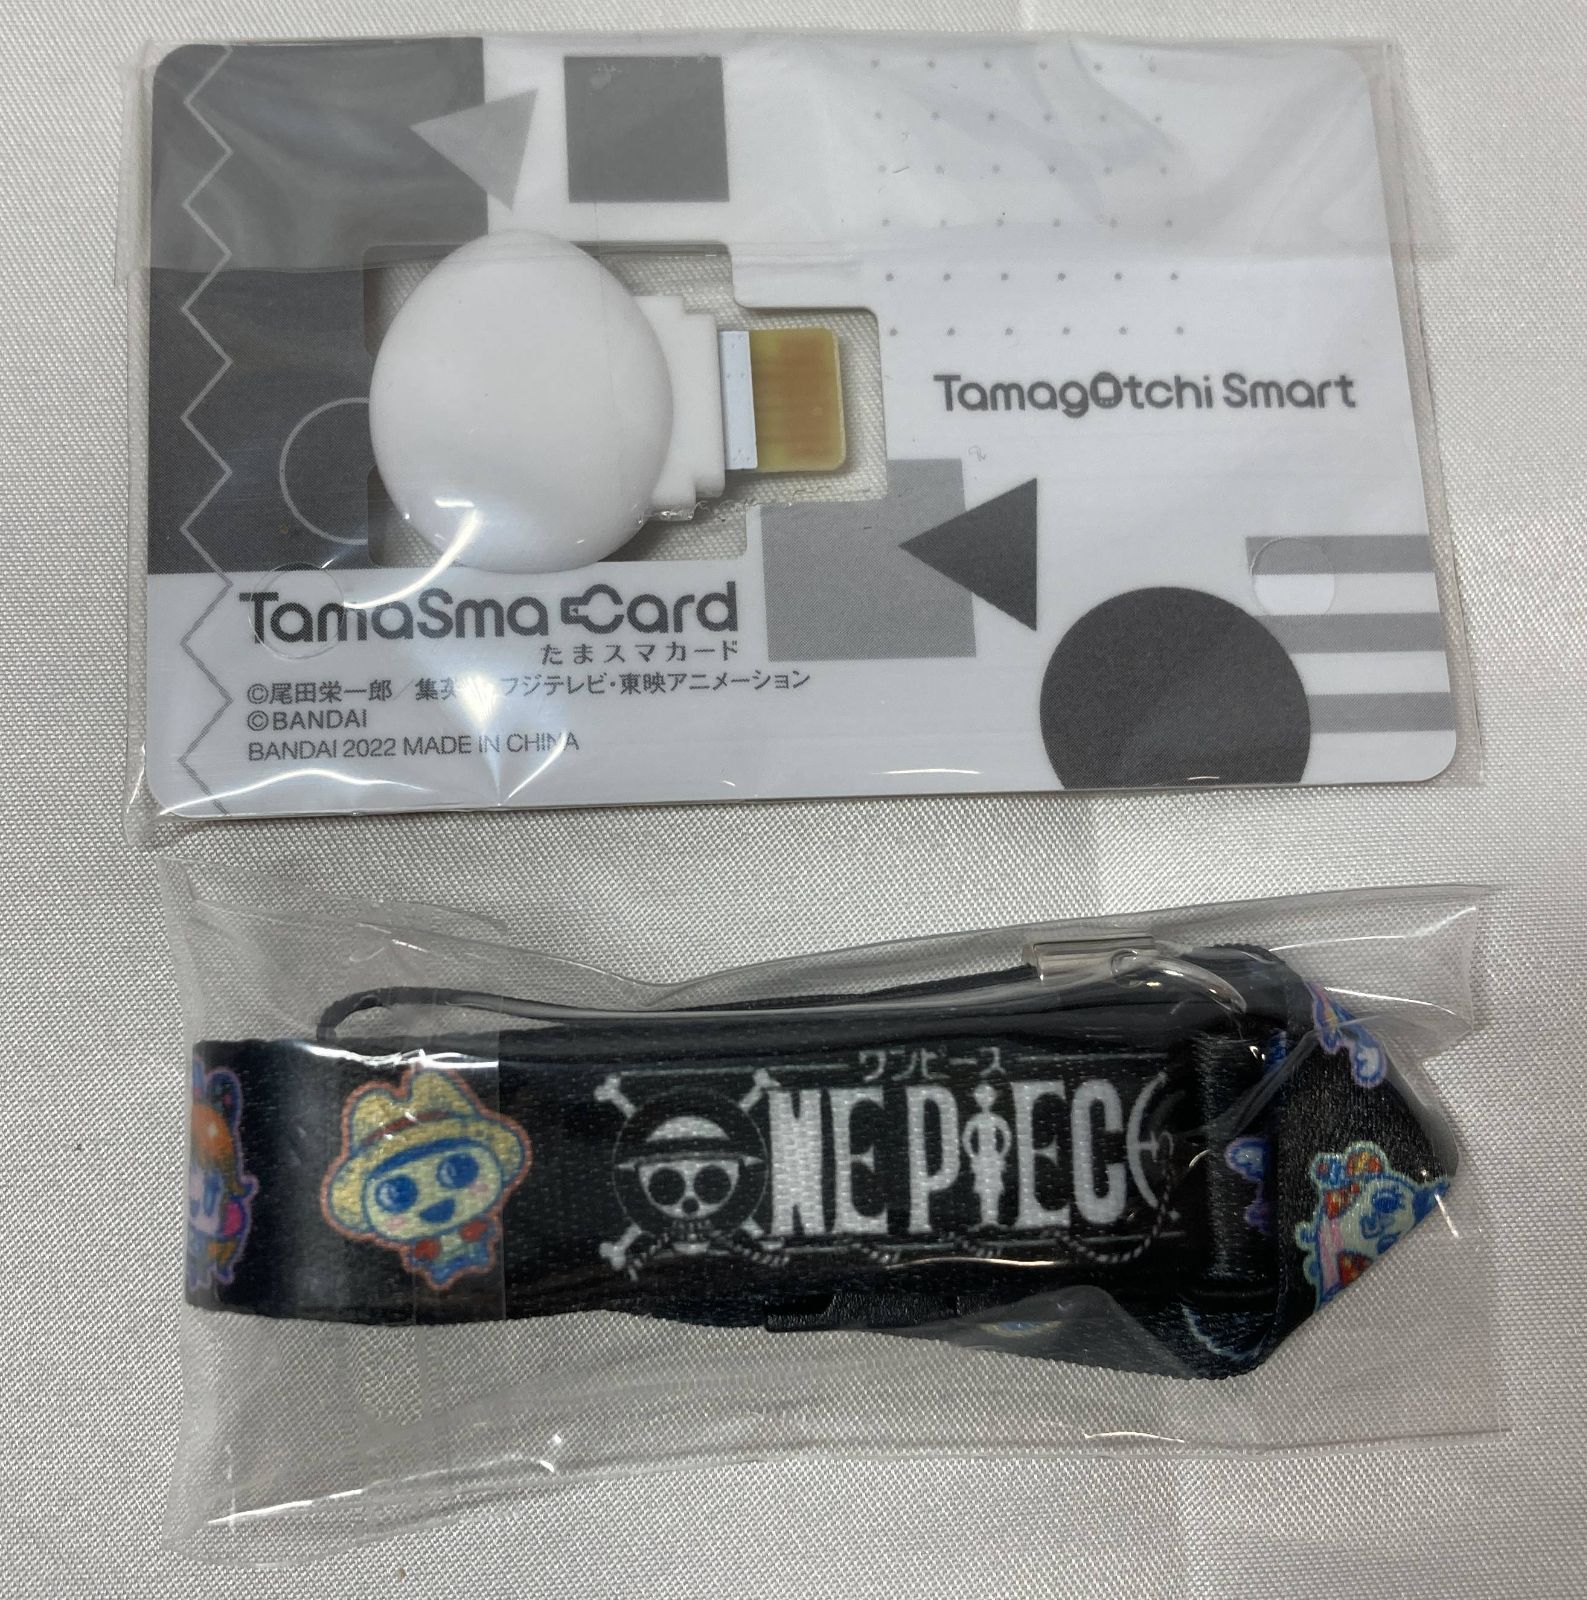 Tamagotchi Smart
TamaSma Card
たまスマカード
©尾田栄一郎／集英 フジテレビ・東映アニメーション
©BANDAI
BANDAI 2022 MADE IN CHINA
ワンピース
ONE PIECE